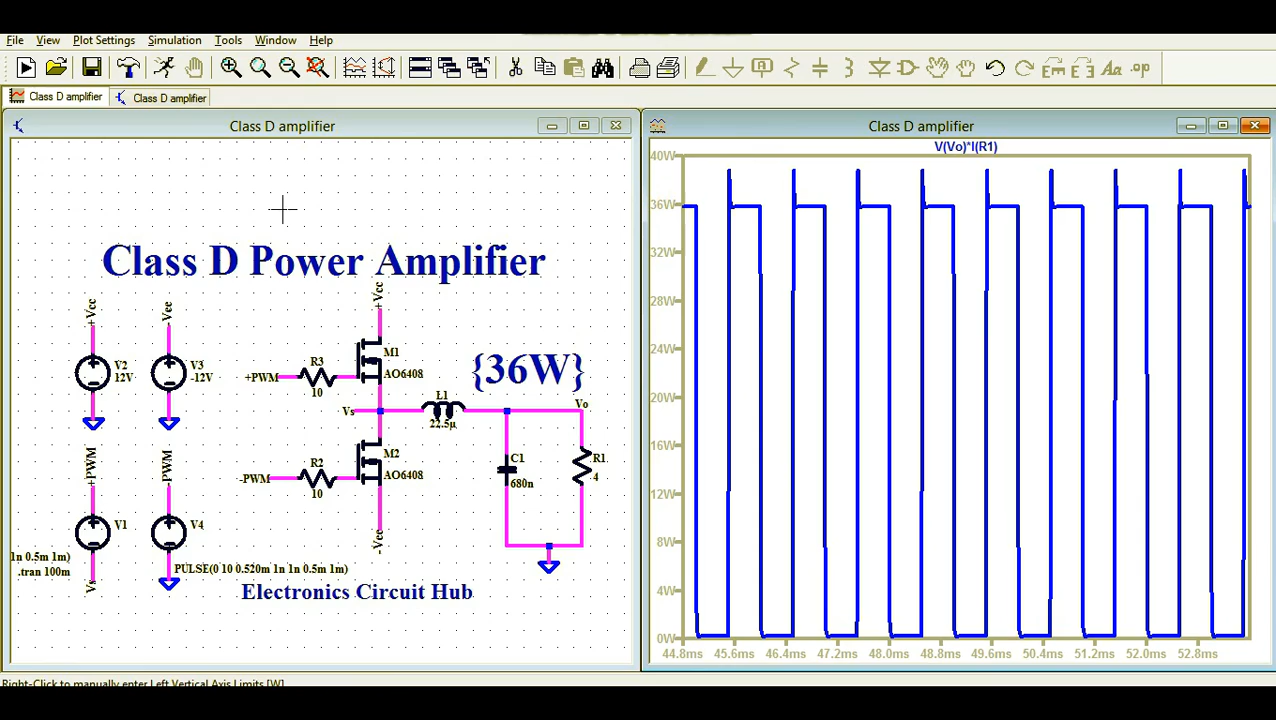 File View Plot Settings Simulation Tools Window Help
Class D amplifier Class D amplifier
Class D amplifier
Class D Power Amplifier
+Vcc
-Vee
V2
12V
V3
-12V
+PWM
-PWM
V1
V4
1n 0.5m 1m)
.tran 100m
Vs
PULSE(0 10 0.520m 1n 1n 0.5m 1m)
Electronics Circuit Hub
+Vcc
M1
AO6408
R3
+PWM
10
{36W}
Vs
L1
22.5µ
Vo
M2
AO6408
R2
-PWM
10
C1
680n
R1
4
-Vcc
Class D amplifier
V(Vo)*I(R1)
40W
36W
32W
28W
24W
20W
16W
12W
8W
4W
0W
44.8ms 45.6ms 46.4ms 47.2ms 48.0ms 48.8ms 49.6ms 50.4ms 51.2ms 52.0ms 52.8ms
Right-Click to manually enter Left Vertical Axis Limits [W]